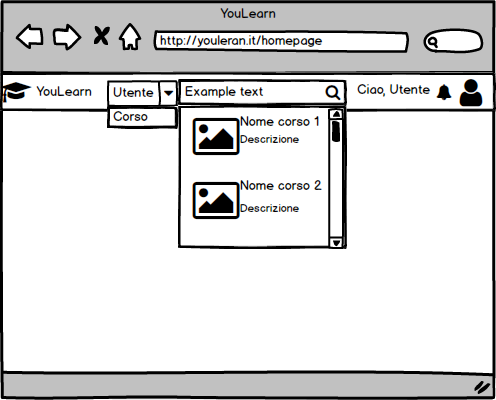 YouLearn
http://youleran.it/homepage
YouLearn
Utente
Example text
Ciao, Utente
Corso
Nome corso 1
Descrizione
Nome corso 2
Descrizione